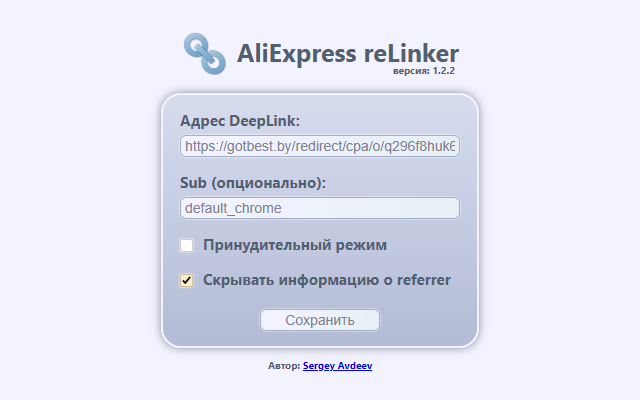 AliExpress reLinker
версия: 1.2.2
Адрес DeepLink:
https://gotbest.by/redirect/cpa/o/q296f8huk6
Sub (опционально):
default_chrome
Принудительный режим
Скрывать информацию о referrer
Сохранить
Автор: Sergey Avdeev